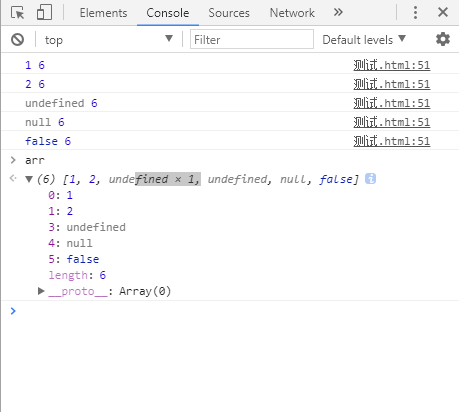 Elements Console Sources Network »
top Filter Default levels
1 6 测试.html:51
2 6 测试.html:51
undefined 6 测试.html:51
null 6 测试.html:51
false 6 测试.html:51
> arr
(6) [1, 2, undefined × 1, undefined, null, false]
0: 1
1: 2
3: undefined
4: null
5: false
length: 6
__proto__: Array(0)
>